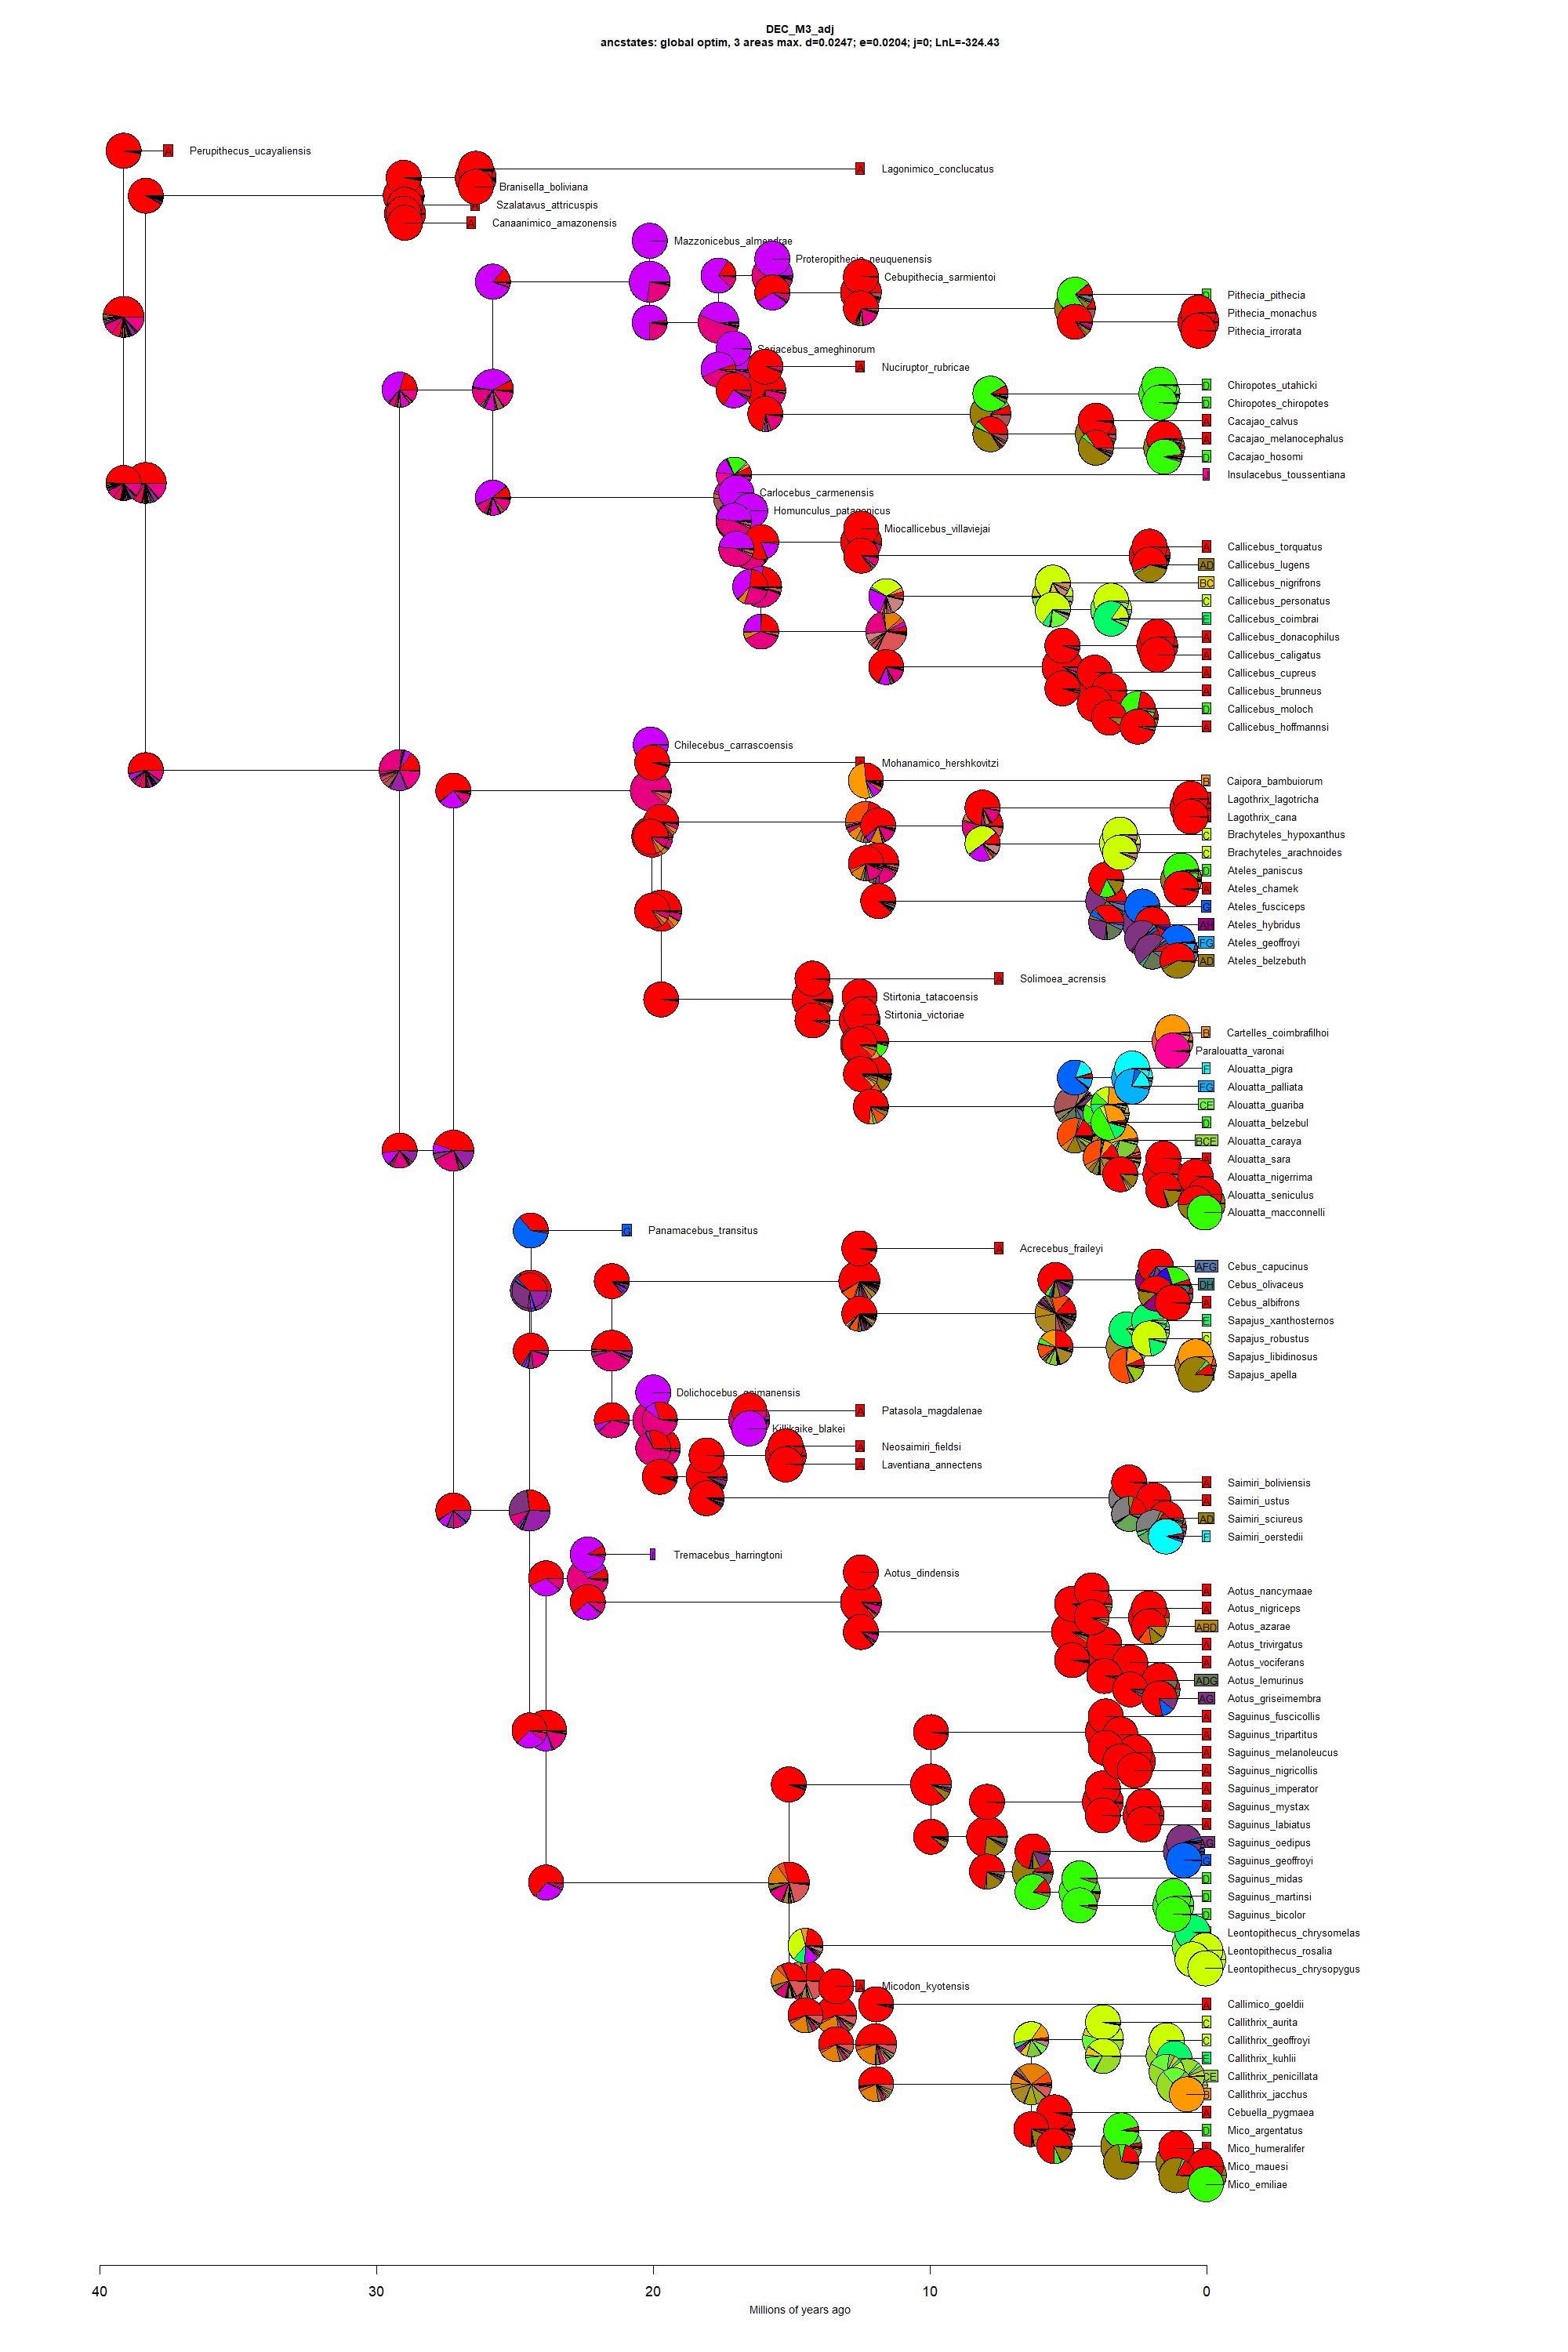 DEC_M3_adj
ancstates: global optim, 3 areas max. d=0.0247; e=0.0204; j=0; LnL=-324.43
A Perupithecus_ucayaliensis
A Lagonimico_conclucatus
Branisella_boliviana
Szalatavus_attricuspis
A Canaanimico_amazonensis
Mazzonicebus_almendrae
Proteropithecia_neuquenensis
Cebupithecia_sarmientoi
D Pithecia_pithecia
Pithecia_monachus
Pithecia_irrorata
Soriacebus_ameghinorum
A Nuciruptor_rubricae
D Chiropotes_utahicki
D Chiropotes_chiropotes
A Cacajao_calvus
A Cacajao_melanocephalus
D Cacajao_hosomi
Insulacebus_toussentiana
Carlocebus_carmenensis
Homunculus_patagonicus
Miocallicebus_villaviejai
A Callicebus_torquatus
AD Callicebus_lugens
BC Callicebus_nigrifrons
C Callicebus_personatus
E Callicebus_coimbrai
A Callicebus_donacophilus
A Callicebus_caligatus
A Callicebus_cupreus
A Callicebus_brunneus
D Callicebus_moloch
A Callicebus_hoffmannsi
Chilecebus_carrascoensis
A Mohanamico_hershkovitzi
B Caipora_bambuiorum
Lagothrix_lagotricha
Lagothrix_cana
C Brachyteles_hypoxanthus
C Brachyteles_arachnoides
D Ateles_paniscus
A Ateles_chamek
G Ateles_fusciceps
AH Ateles_hybridus
FG Ateles_geoffroyi
AD Ateles_belzebuth
A Solimoea_acrensis
Stirtonia_tatacoensis
Stirtonia_victoriae
B Cartelles_coimbrafilhoi
Paralouatta_varonai
F Alouatta_pigra
FG Alouatta_palliata
CE Alouatta_guariba
D Alouatta_belzebul
BCE Alouatta_caraya
A Alouatta_sara
Alouatta_nigerrima
Alouatta_seniculus
Alouatta_macconnelli
G Panamacebus_transitus
A Acrecebus_fraileyi
AFG Cebus_capucinus
DH Cebus_olivaceus
A Cebus_albifrons
E Sapajus_xanthosternos
C Sapajus_robustus
Sapajus_libidinosus
Sapajus_apella
Dolichocebus_gaimanensis
A Patasola_magdalenae
Killikaike_blakei
A Neosaimiri_fieldsi
A Laventiana_annectens
A Saimiri_boliviensis
A Saimiri_ustus
AD Saimiri_sciureus
F Saimiri_oerstedii
Tremacebus_harringtoni
Aotus_dindensis
A Aotus_nancymaae
A Aotus_nigriceps
ABD Aotus_azarae
A Aotus_trivirgatus
A Aotus_vociferans
ADG Aotus_lemurinus
AG Aotus_griseimembra
A Saguinus_fuscicollis
A Saguinus_tripartitus
A Saguinus_melanoleucus
A Saguinus_nigricollis
A Saguinus_imperator
A Saguinus_mystax
A Saguinus_labiatus
AG Saguinus_oedipus
G Saguinus_geoffroyi
D Saguinus_midas
D Saguinus_martinsi
D Saguinus_bicolor
Leontopithecus_chrysomelas
Leontopithecus_rosalia
Leontopithecus_chrysopygus
A Micodon_kyotensis
A Callimico_goeldii
C Callithrix_aurita
C Callithrix_geoffroyi
E Callithrix_kuhlii
CE Callithrix_penicillata
B Callithrix_jacchus
A Cebuella_pygmaea
D Mico_argentatus
Mico_humeralifer
Mico_mauesi
Mico_emiliae
40 30 20 10 0
Millions of years ago